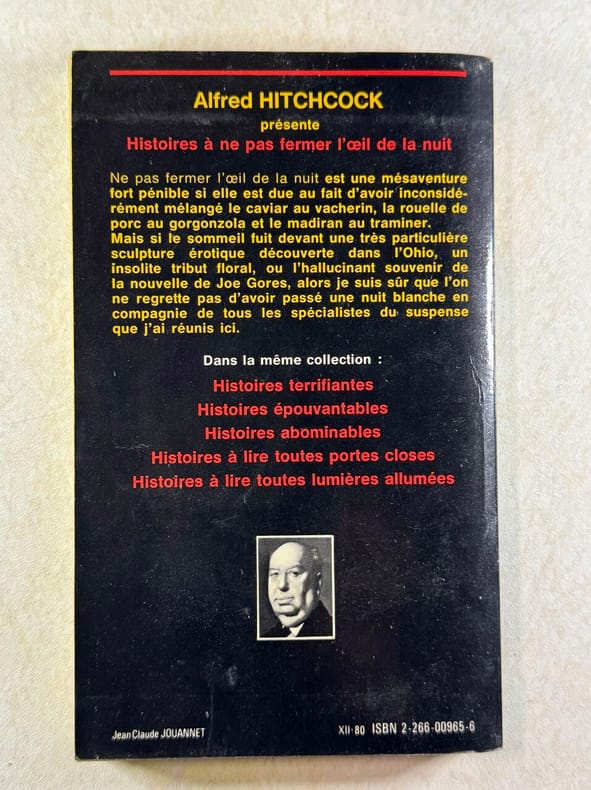 Alfred HITCHCOCK
présente
Histoires à ne pas fermer l'œil de la nuit
Ne pas fermer l'œil de la nuit est une mésaventure
fort pénible si elle est due au fait d'avoir inconsidé-
rément mélangé le caviar au vacherin, la rouelle de
porc au gorgonzola et le madiran au traminer.
Mais si le sommeil fuit devant une très particulière
sculpture érotique découverte dans l'Ohio, un
insolite tribut floral, ou l'hallucinant souvenir de
la nouvelle de Joe Gores, alors je suis sûr que l'on
ne regrette pas d'avoir passé une nuit blanche en
compagnie de tous les spécialistes du suspense
que j'ai réunis ici.
Dans la même collection :
Histoires terrifiantes
Histoires épouvantables
Histoires abominables
Histoires à lire toutes portes closes
Histoires à lire toutes lumières allumées
Jean Claude JOUANNET
XII-80 ISBN 2-266-00965-6